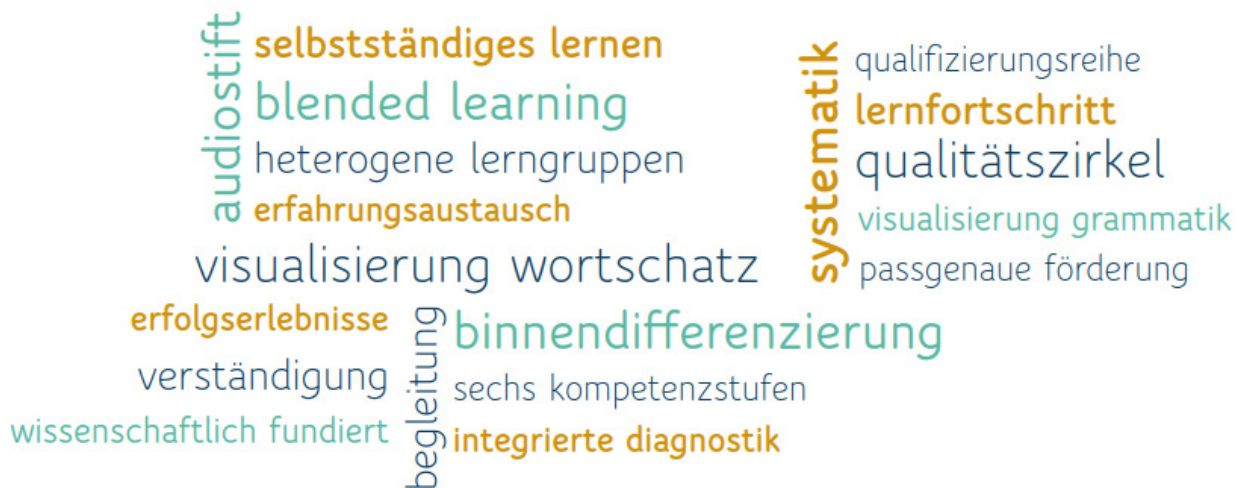 audiostift
selbstständiges lernen
blended learning
heterogene lerngruppen
erfahrungsaustausch
visualisierung wortschatz
systematik
qualifizierungsreihe
lernfortschritt
qualitätszirkel
visualisierung grammatik
passgenaue förderung
erfolgserlebnisse
verständigung
wissenschaftlich fundiert
begleitung
binnendifferenzierung
sechs kompetenzstufen
integrierte diagnostik